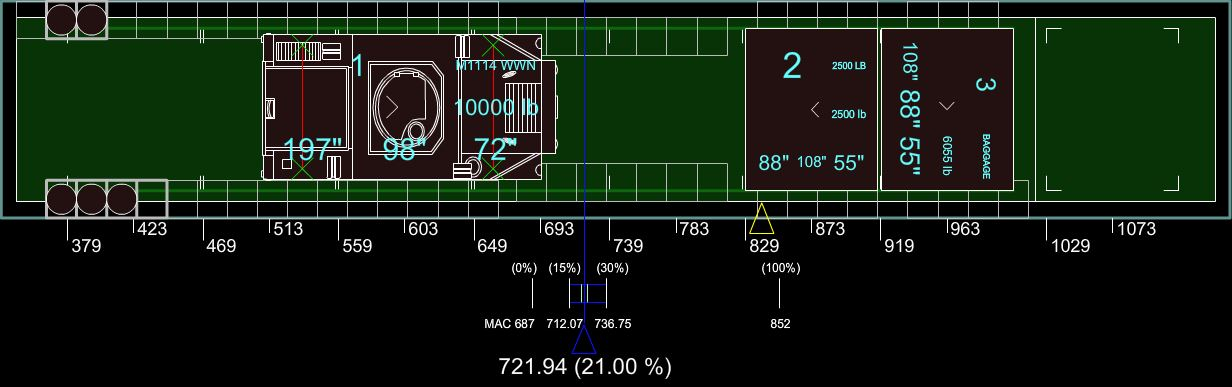 1
M1114 WWN
10000 lb
197" 98" 72"
2
2500 LB
2500 lb
88" 108" 55"
3
108" 88" 55"
6055 lb
BAGGAGE
423 513 603 693 783 873 963 1073
379 469 559 649 739 829 919 1029
(0%) (15%) (30%) (100%)
MAC 687 712.07 736.75 852
721.94 (21.00 %)